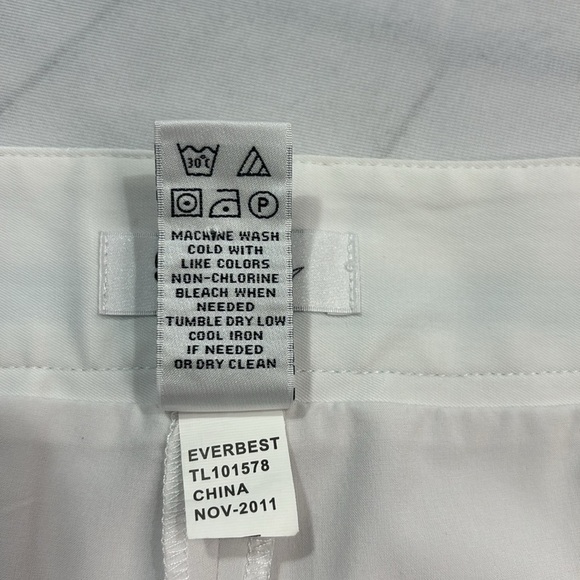 30°C
P
MACHINE WASH
COLD WITH
LIKE COLORS
NON-CHLORINE
BLEACH WHEN
NEEDED
TUMBLE DRY LOW
COOL IRON
IF NEEDED
OR DRY CLEAN
EVERBEST
TL101578
CHINA
NOV-2011